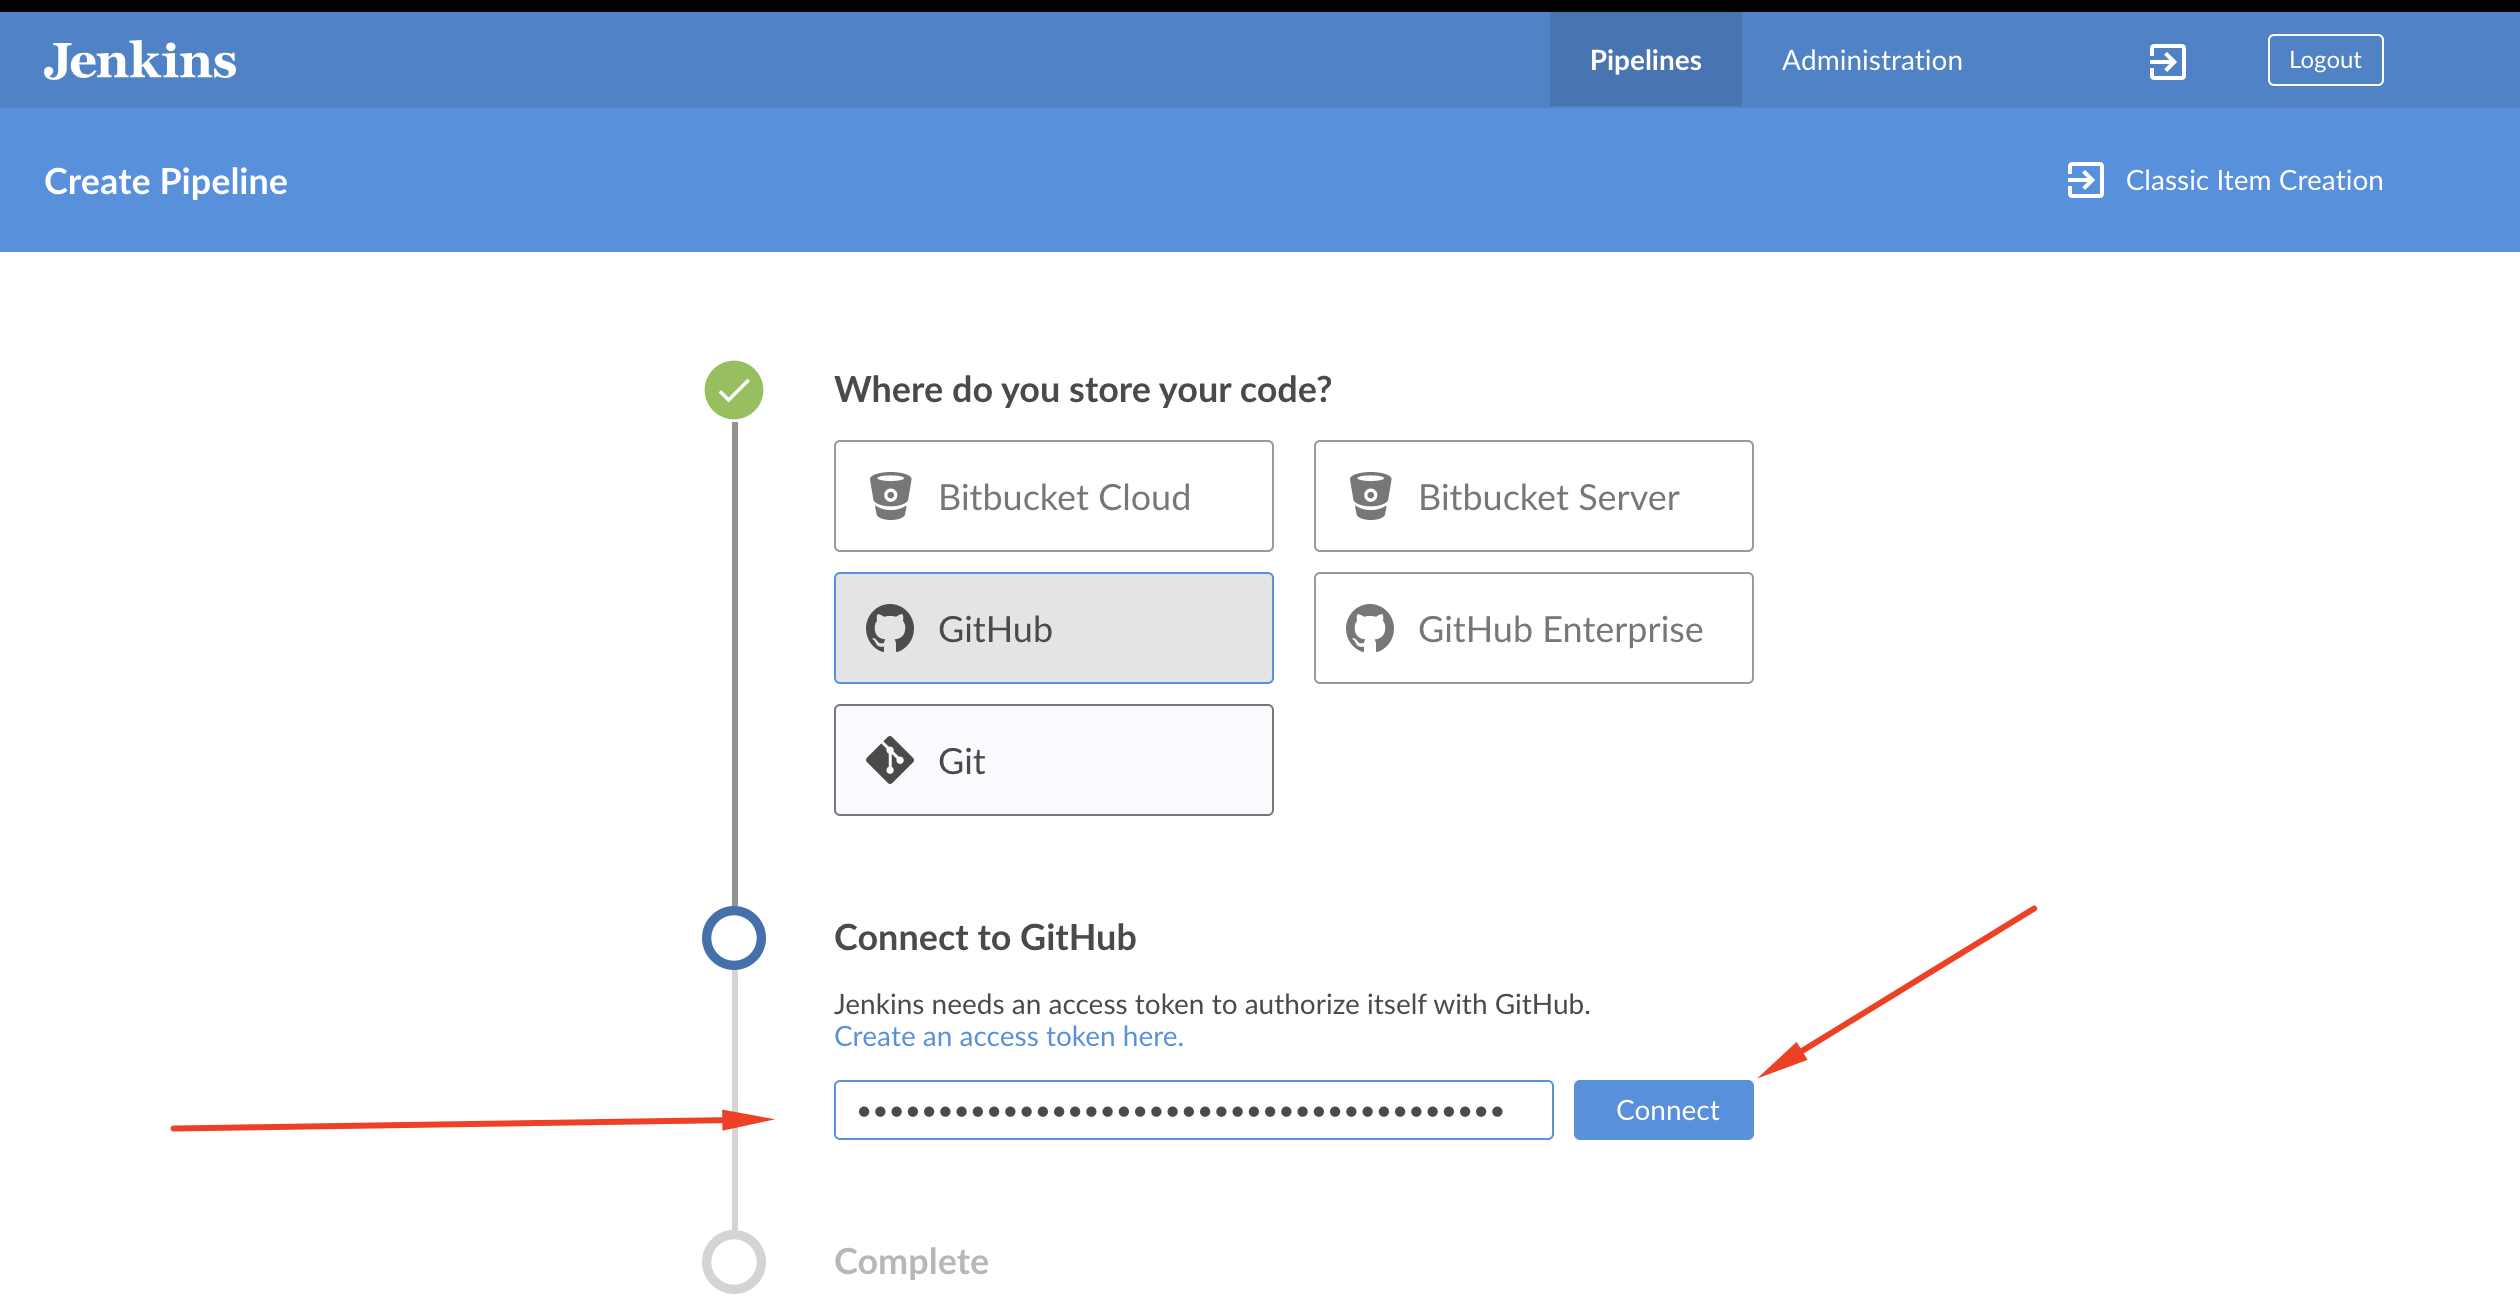 Jenkins
Pipelines
Administration
Logout
Create Pipeline
Classic Item Creation
Where do you store your code?
Bitbucket Cloud
Bitbucket Server
GitHub
GitHub Enterprise
Git
Connect to GitHub
Jenkins needs an access token to authorize itself with GitHub.
Create an access token here.
••••••••••••••••••••••••••••••••••••••••
Connect
Complete